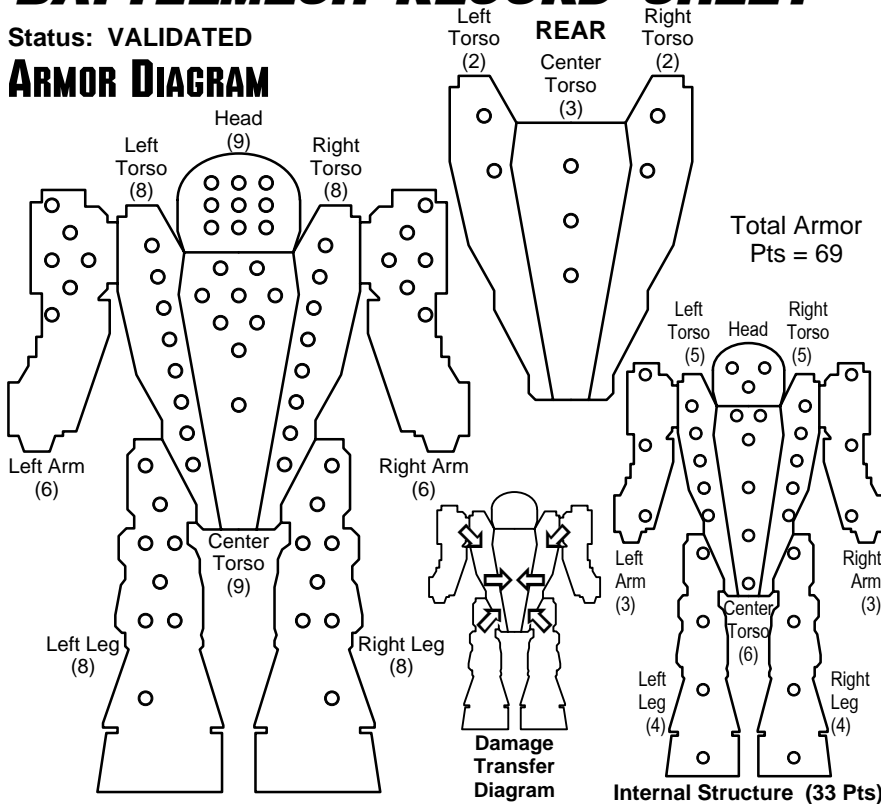 BATTLEMECH RECORD SHEET
Status: VALIDATED
ARMOR DIAGRAM
Head
(9)
Left
Torso
(8)
Right
Torso
(8)
Left Arm
(6)
Right Arm
(6)
Center
Torso
(9)
Left Leg
(8)
Right Leg
(8)
REAR
Left
Torso
(2)
Center
Torso
(3)
Right
Torso
(2)
Total Armor
Pts = 69
Left
Torso
(5)
Head
Right
Torso
(5)
Left
Arm
(3)
Right
Arm
(3)
Center
Torso
(6)
Left
Leg
(4)
Right
Leg
(4)
Damage
Transfer
Diagram
Internal Structure (33 Pts)